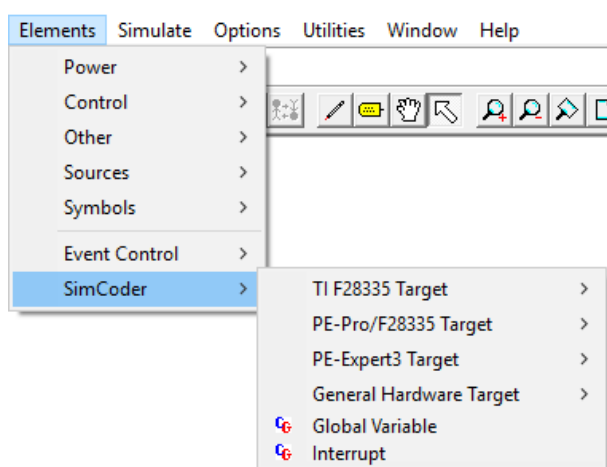 Elements Simulate Options Utilities Window Help
Power
Control
Other
Sources
Symbols
Event Control
SimCoder
TI F28335 Target
PE-Pro/F28335 Target
PE-Expert3 Target
General Hardware Target
Global Variable
Interrupt